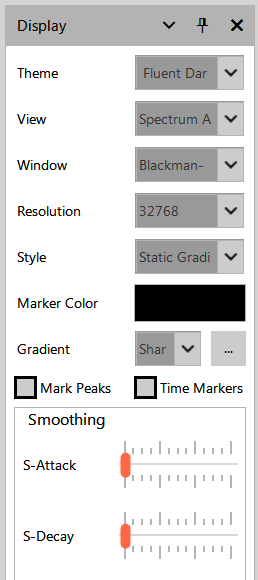 Display
Theme Fluent Dar
View Spectrum A
Window Blackman-
Resolution 32768
Style Static Gradi
Marker Color
Gradient Shar ...
Mark Peaks Time Markers
Smoothing
S-Attack
S-Decay